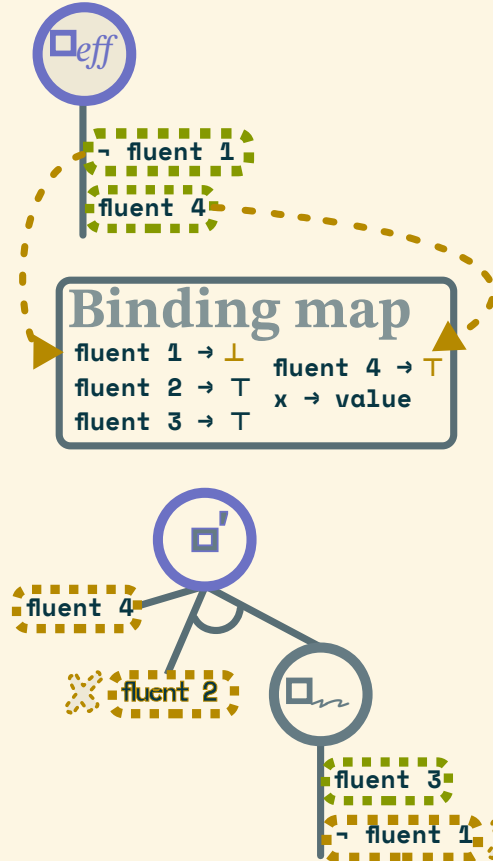 □eff
¬ fluent 1
fluent 4
Binding map
fluent 1 → ⊥
fluent 2 → ⊤
fluent 3 → ⊤
fluent 4 → ⊤
x → value
□'
fluent 4
fluent 2
□
fluent 3
¬ fluent 1